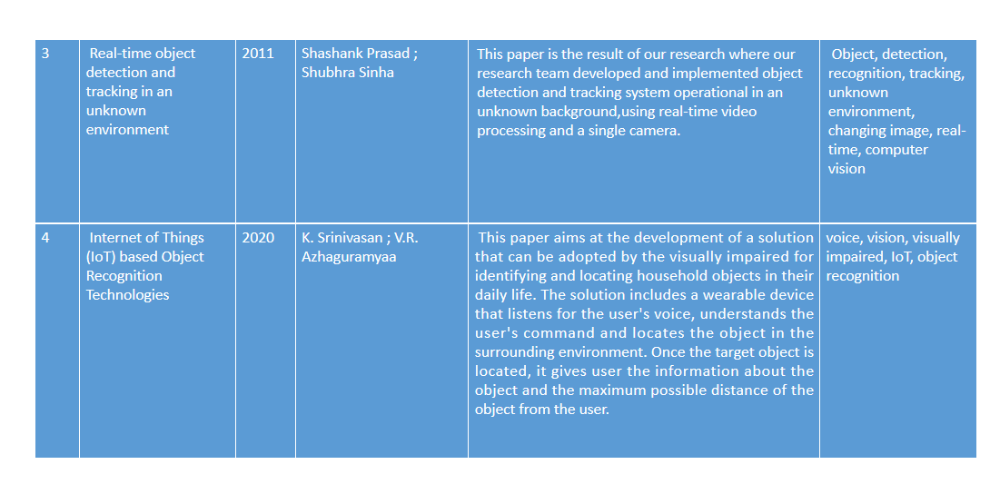 3
Real-time object
detection and
tracking in an
unknown
environment
2011
Shashank Prasad ;
Shubhra Sinha
This paper is the result of our research where our
research team developed and implemented object
detection and tracking system operational in an
unknown background,using real-time video
processing and a single camera.
Object, detection,
recognition, tracking,
unknown
environment,
changing image, real-
time, computer
vision
4
Internet of Things
(IoT) based Object
Recognition
Technologies
2020
K. Srinivasan ; V.R.
Azhaguramyaa
This paper aims at the development of a solution
that can be adopted by the visually impaired for
identifying and locating household objects in their
daily life. The solution includes a wearable device
that listens for the user's voice, understands the
user's command and locates the object in the
surrounding environment. Once the target object is
located, it gives user the information about the
object and the maximum possible distance of the
object from the user.
voice, vision, visually
impaired, IoT, object
recognition